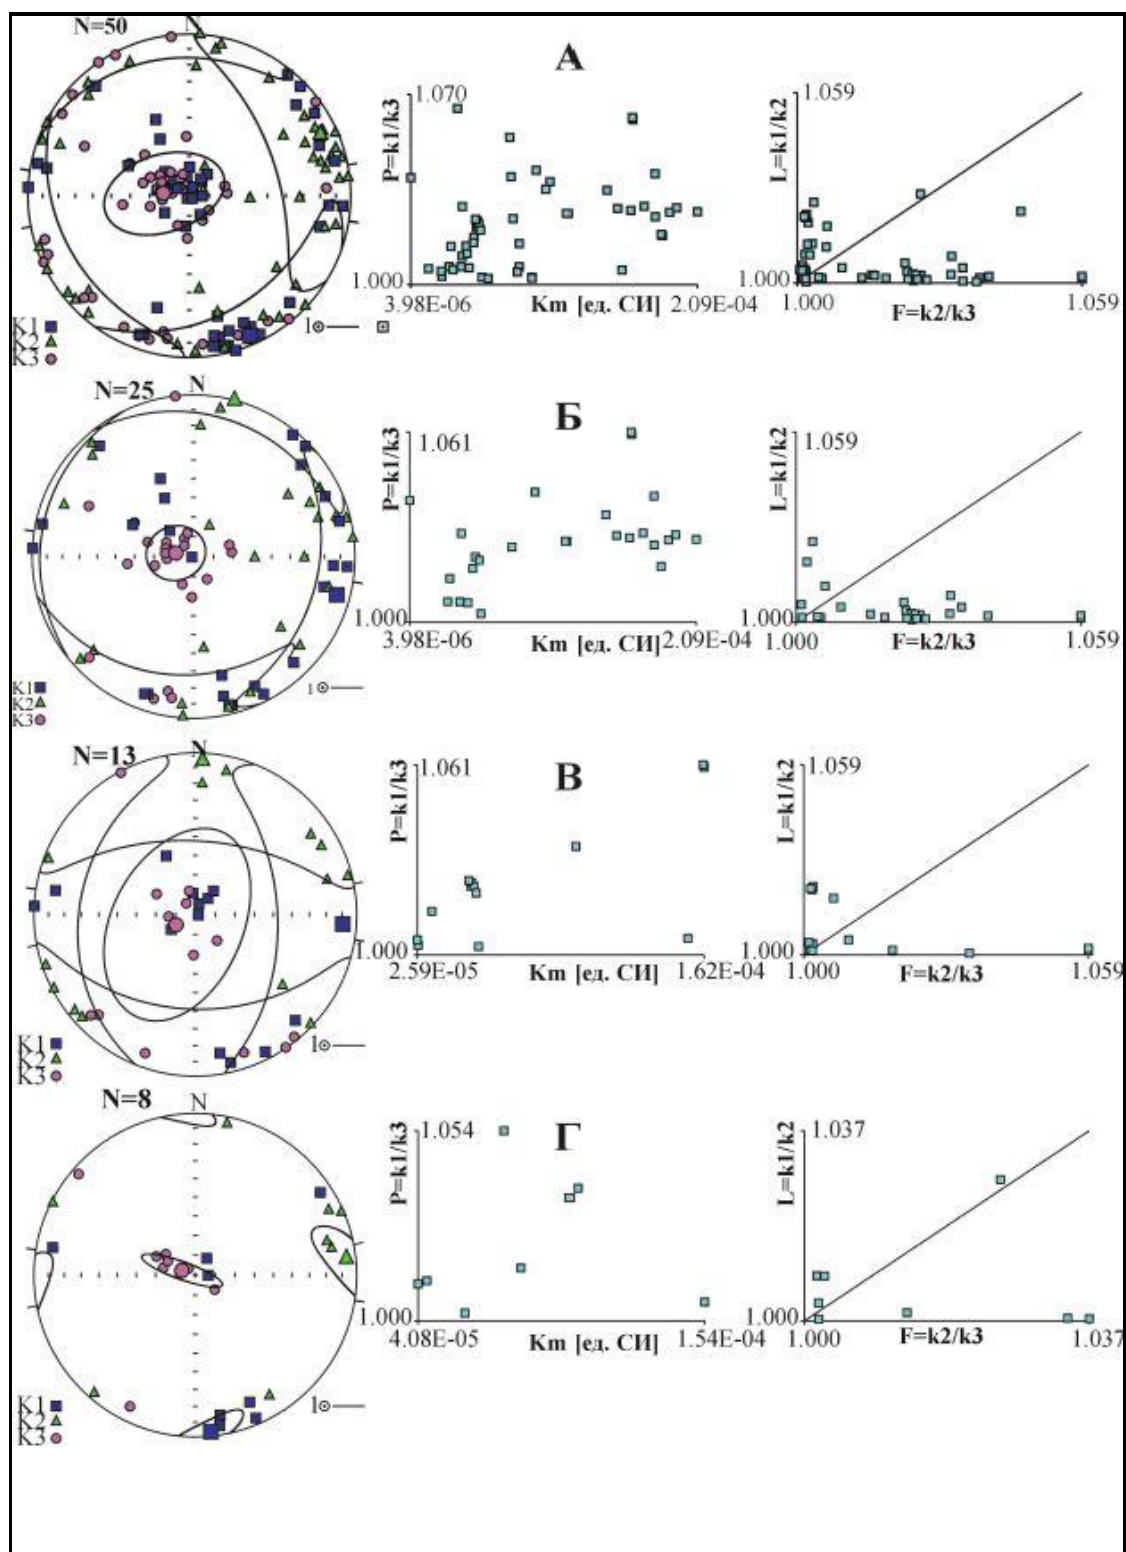 N=50
N
А
1.070
P=k1/k3
1.000
3.98E-06
Km [ед. СИ]
2.09E-04
1.059
L=k1/k2
1.000
1.000
F=k2/k3
1.059
K1
K2
K3
1
N=25
N
Б
1.061
P=k1/k3
1.000
3.98E-06
Km [ед. СИ]
2.09E-04
1.059
L=k1/k2
1.000
1.000
F=k2/k3
1.059
K1
K2
K3
1
N=13
N
В
1.061
P=k1/k3
1.000
2.59E-05
Km [ед. СИ]
1.62E-04
1.059
L=k1/k2
1.000
1.000
F=k2/k3
1.059
K1
K2
K3
1
N=8
N
Г
1.054
P=k1/k3
1.000
4.08E-05
Km [ед. СИ]
1.54E-04
1.037
L=k1/k2
1.000
1.000
F=k2/k3
1.037
K1
K2
K3
1